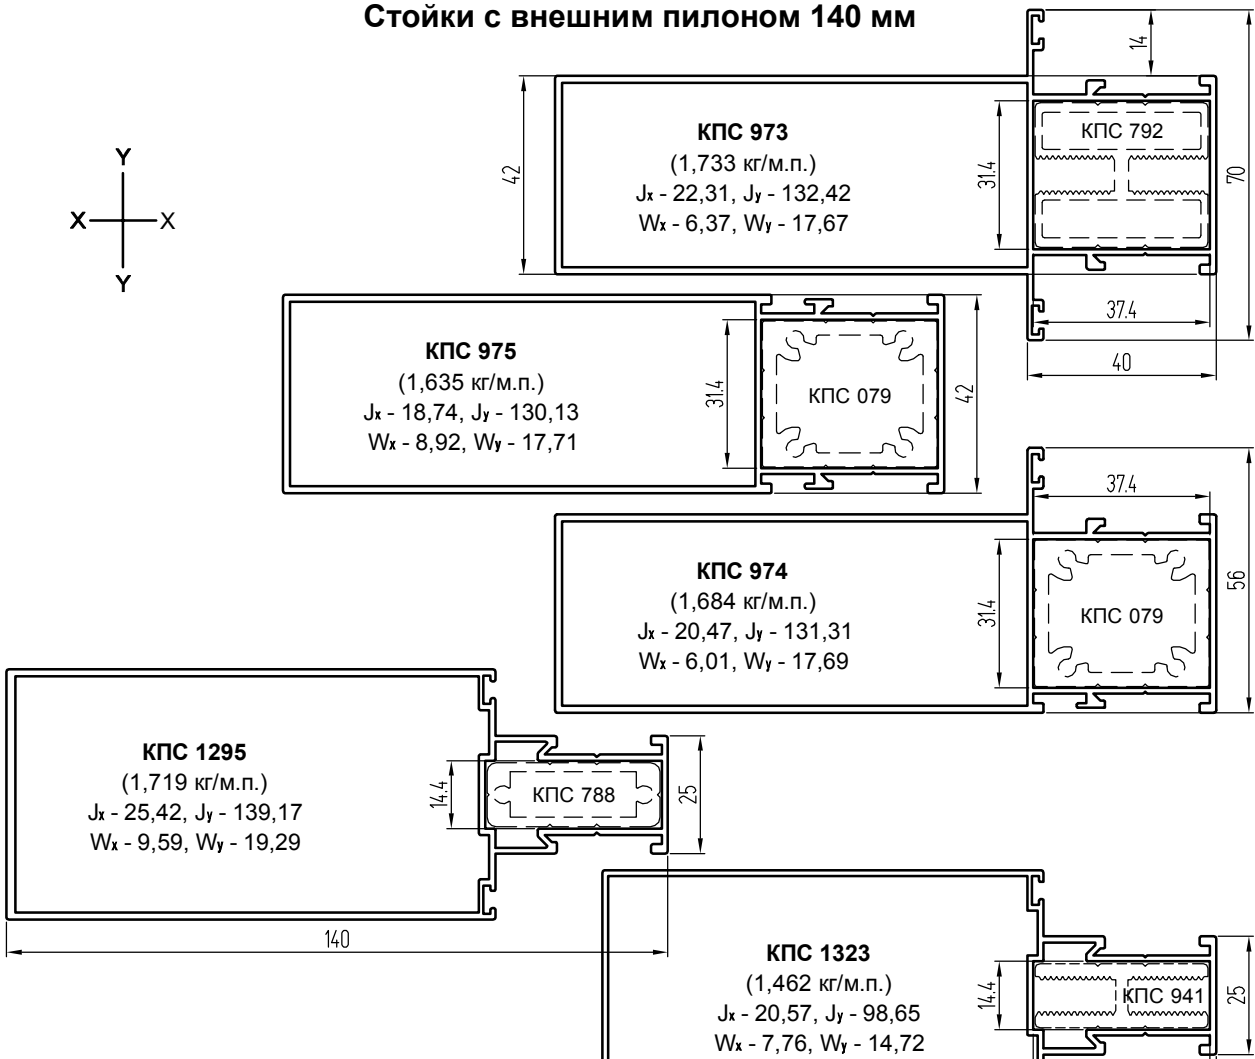 Стойки с внешним пилоном 140 мм
14
КПС 973
(1,733 кг/м.п.)
Jx - 22,31, Jy - 132,42
Wx - 6,37, Wy - 17,67
42
31.4
КПС 792
70
37.4
40
Y
X X
Y
КПС 975
(1,635 кг/м.п.)
Jx - 18,74, Jy - 130,13
Wx - 8,92, Wy - 17,71
31.4
КПС 079
42
КПС 974
(1,684 кг/м.п.)
Jx - 20,47, Jy - 131,31
Wx - 6,01, Wy - 17,69
37.4
31.4
КПС 079
56
КПС 1295
(1,719 кг/м.п.)
Jx - 25,42, Jy - 139,17
Wx - 9,59, Wy - 19,29
14.4
КПС 788
25
140
КПС 1323
(1,462 кг/м.п.)
Jx - 20,57, Jy - 98,65
Wx - 7,76, Wy - 14,72
14.4
КПС 941
25